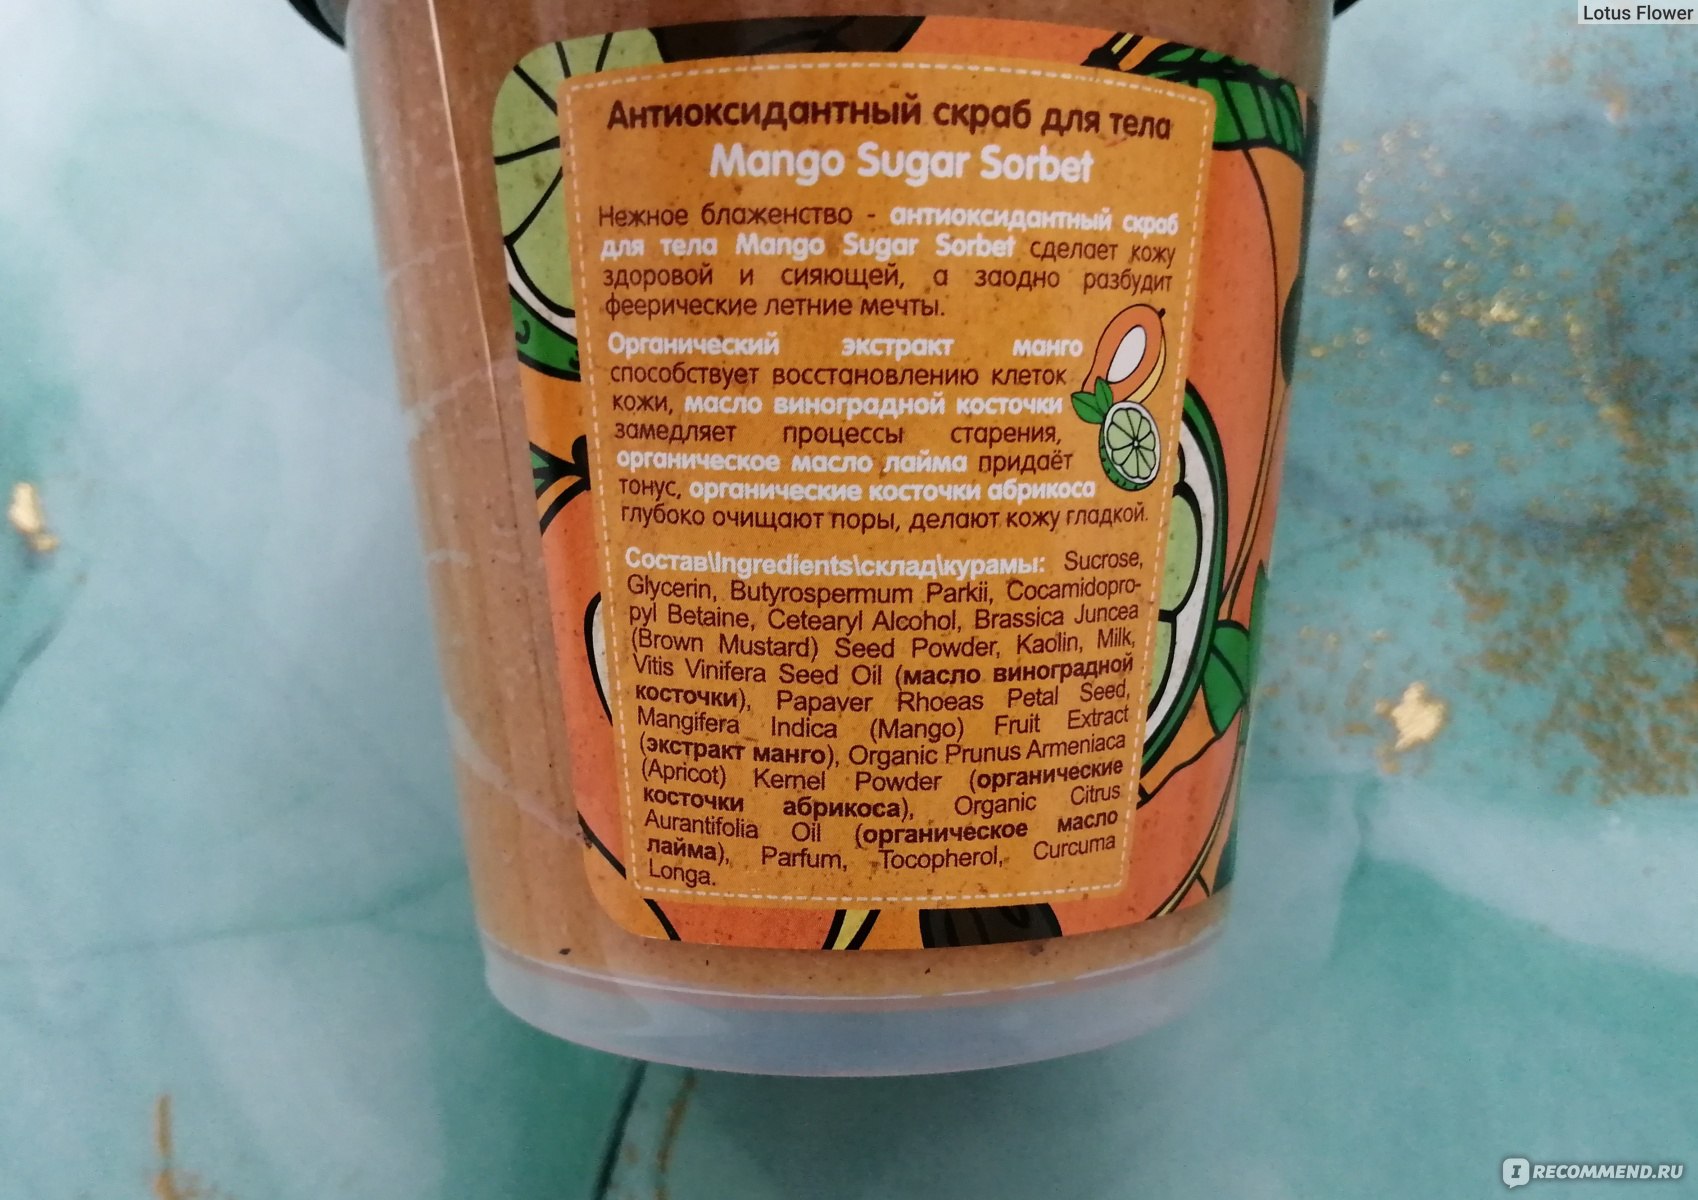 Lotus Flower
Антиоксидантный скраб для тела
Mango Sugar Sorbet
Нежное блаженство - антиоксидантный скраб
для тела Mango Sugar Sorbet сделает кожу
здоровой и сияющей, а заодно разбудит
феерические летние мечты.
Органический экстракт манго
способствует восстановлению клеток
кожи, масло виноградной косточки
замедляет процессы старения,
органическое масло лайма придаёт
тонус, органические косточки абрикоса
глубоко очищают поры, делают кожу гладкой.
Состав\Ingredients\склад\курамы: Sucrose,
Glycerin, Butyrospermum Parkii, Cocamidopro-
pyl Betaine, Cetearyl Alcohol, Brassica Juncea
(Brown Mustard) Seed Powder, Kaolin, Milk,
Vitis Vinifera Seed Oil (масло виноградной
косточки), Papaver Rhoeas Petal Seed,
Mangifera Indica (Mango) Fruit Extract
(экстракт манго), Organic Prunus Armeniaca
(Apricot) Kernel Powder (органические
косточки абрикоса), Organic Citrus
Aurantifolia Oil (органическое масло
лайма), Parfum, Tocopherol, Curcuma
Longa.
IRECOMMEND.RU